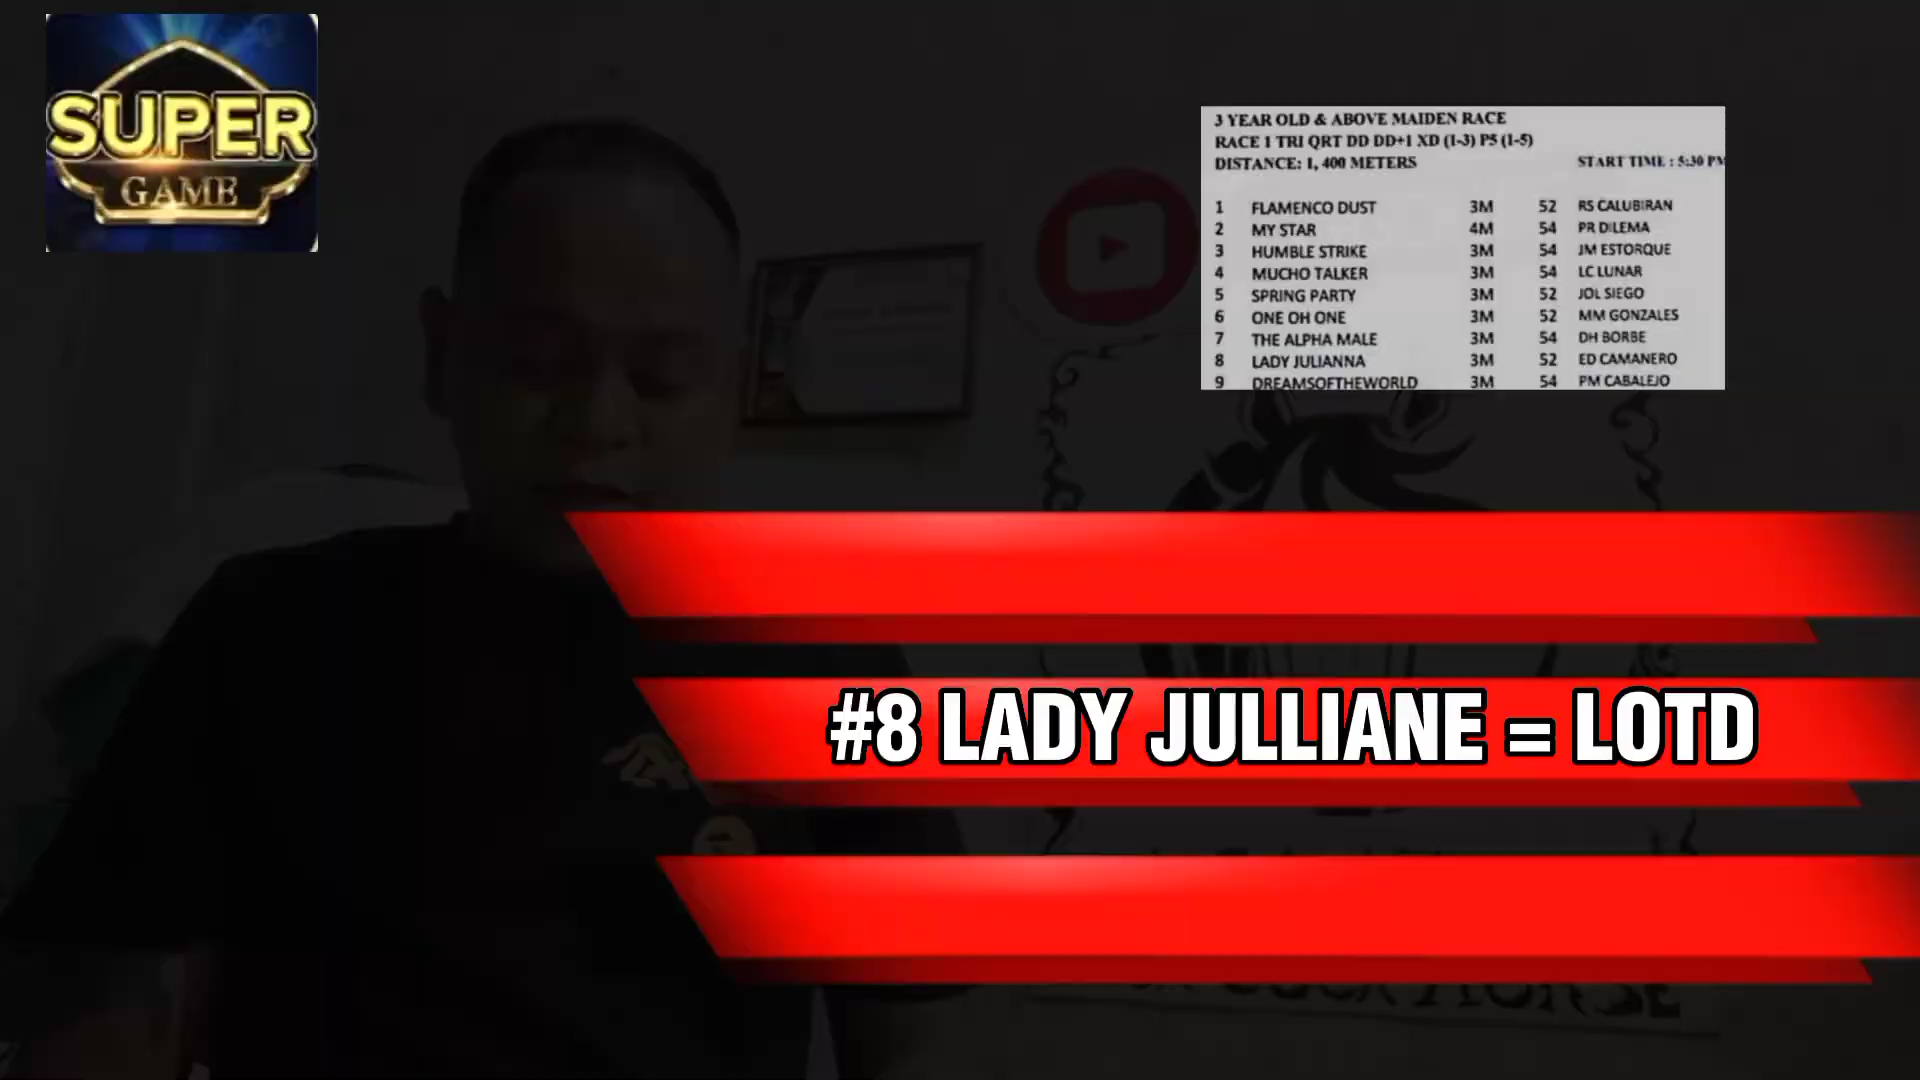 SUPER
GAME
3 YEAR OLD & ABOVE MAIDEN RACE
RACE 1 TRI QRT DD DD+1 XD (1-3) P5 (1-5)
DISTANCE: 1, 400 METERS START TIME : 5:30 PM
1 FLAMENCO DUST 3M 52 RS CALUBIRAN
2 MY STAR 4M 54 PR DILEMA
3 HUMBLE STRIKE 3M 54 JM ESTORQUE
4 MUCHO TALKER 3M 54 LC LUNAR
5 SPRING PARTY 3M 52 JOL SIEGO
6 ONE OH ONE 3M 52 MM GONZALES
7 THE ALPHA MALE 3M 54 DH BORBE
8 LADY JULIANNA 3M 52 ED CAMANERO
9 DREAMSOFTHEWORLD 3M 54 PM CABALEJO
#8 LADY JULLIANE = LOTD